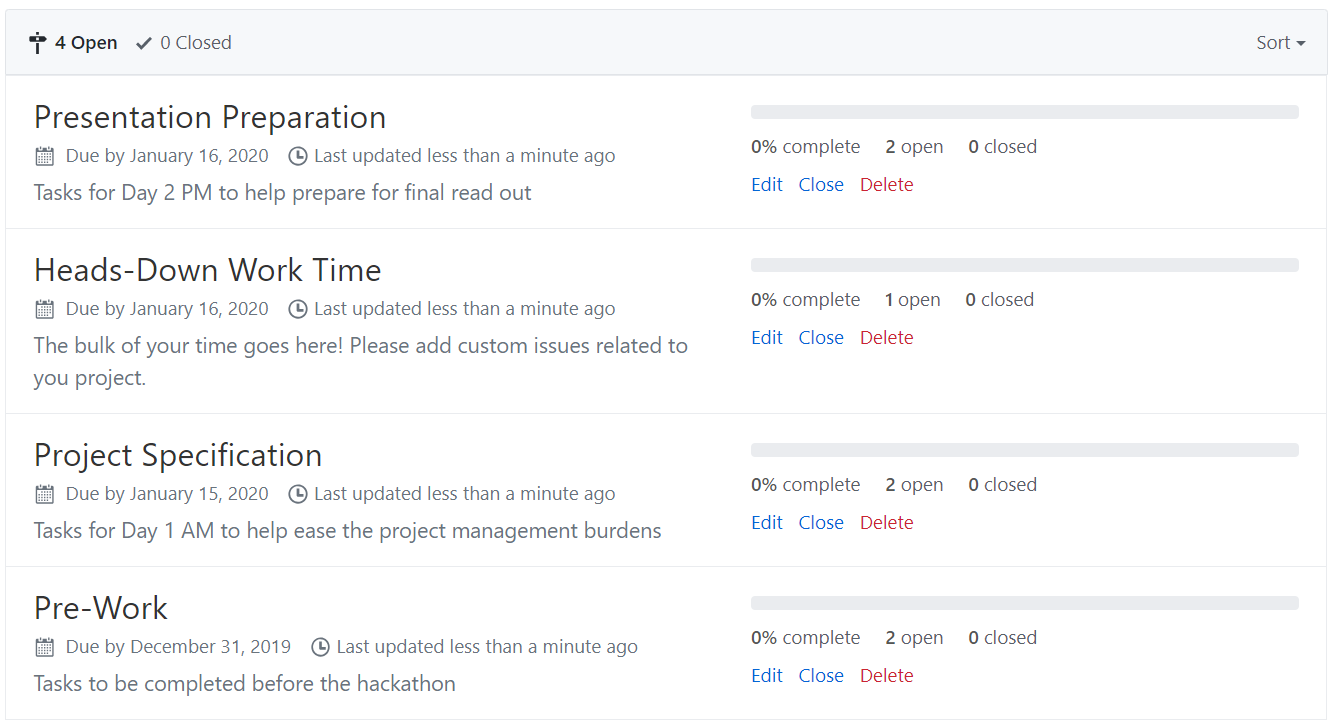 4 Open 0 Closed Sort
Presentation Preparation
Due by January 16, 2020 Last updated less than a minute ago
Tasks for Day 2 PM to help prepare for final read out
0% complete 2 open 0 closed
Edit Close Delete
Heads-Down Work Time
Due by January 16, 2020 Last updated less than a minute ago
The bulk of your time goes here! Please add custom issues related to
you project.
0% complete 1 open 0 closed
Edit Close Delete
Project Specification
Due by January 15, 2020 Last updated less than a minute ago
Tasks for Day 1 AM to help ease the project management burdens
0% complete 2 open 0 closed
Edit Close Delete
Pre-Work
Due by December 31, 2019 Last updated less than a minute ago
Tasks to be completed before the hackathon
0% complete 2 open 0 closed
Edit Close Delete